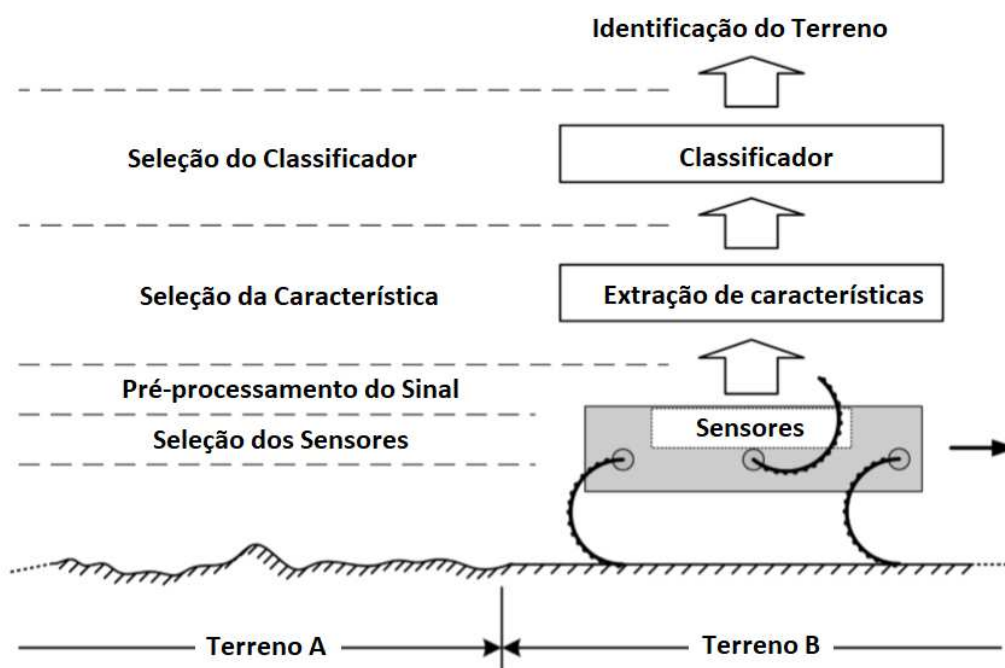 Identificação do Terreno
Seleção do Classificador
Classificador
Seleção da Característica
Extração de características
Pré-processamento do Sinal
Seleção dos Sensores
Sensores
Terreno A
Terreno B